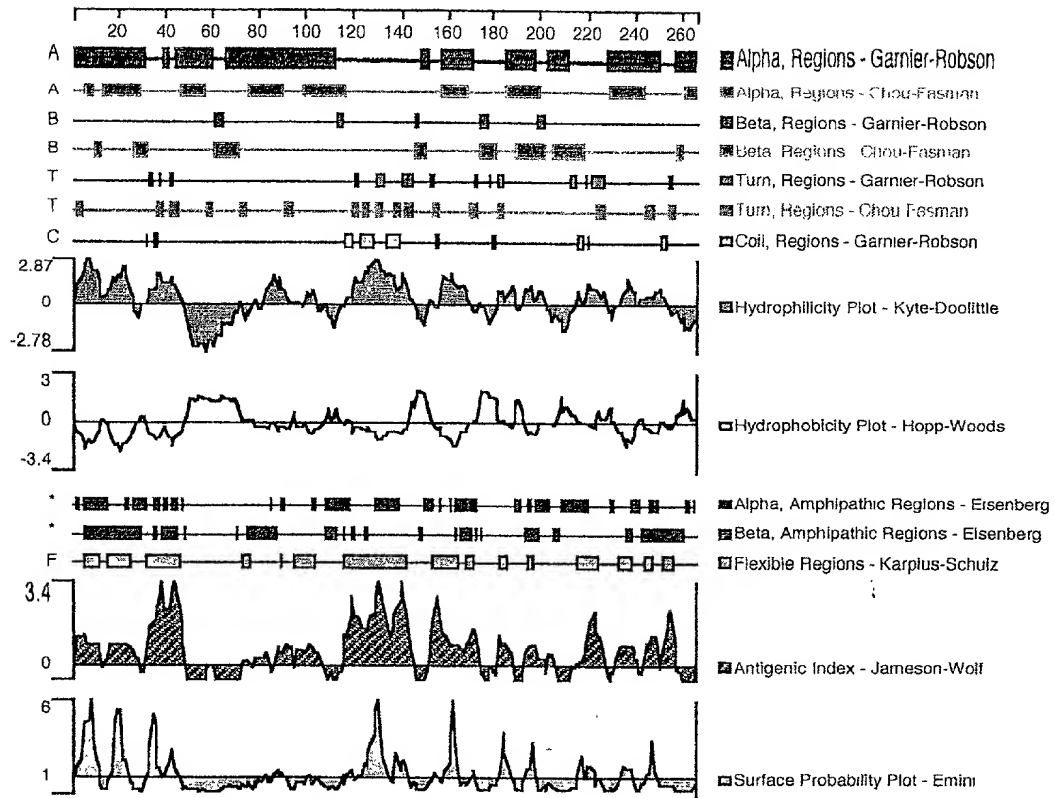 20 40 60 80 100 120 140 160 180 200 220 240 260
A Alpha, Regions - Garnier-Robson
A Alpha, Regions - Chou-Fasman
B Beta, Regions - Garnier-Robson
B Beta, Regions - Chou-Fasman
T Turn, Regions - Garnier-Robson
T Turn, Regions - Chou-Fasman
C Coil, Regions - Garnier-Robson
2.87
0 Hydrophilicity Plot - Kyte-Doolittle
-2.78
3
0 Hydrophobicity Plot - Hopp-Woods
-3.4
* Alpha, Amphipathic Regions - Eisenberg
* Beta, Amphipathic Regions - Eisenberg
F Flexible Regions - Karplus-Schulz
3.4
0 Antigenic Index - Jameson-Wolf
6
1 Surface Probability Plot - Emini